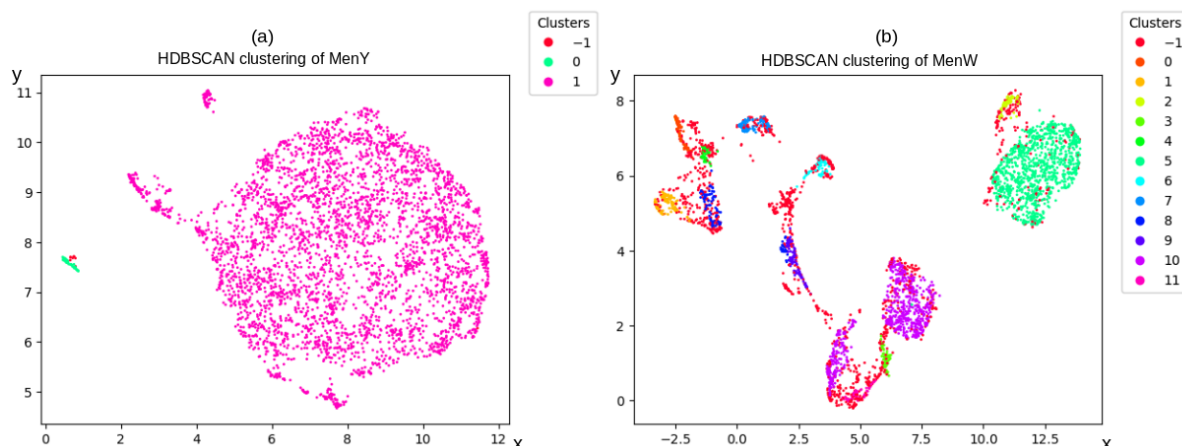 (a)
HDBSCAN clustering of MenY
y
11
10
9
8
7
6
5
0 2 4 6 8 10 12
x
Clusters
−1
0
1
(b)
HDBSCAN clustering of MenW
y
8
6
4
2
0
−2.5 0.0 2.5 5.0 7.5 10.0 12.5
x
Clusters
−1
0
1
2
3
4
5
6
7
8
9
10
11